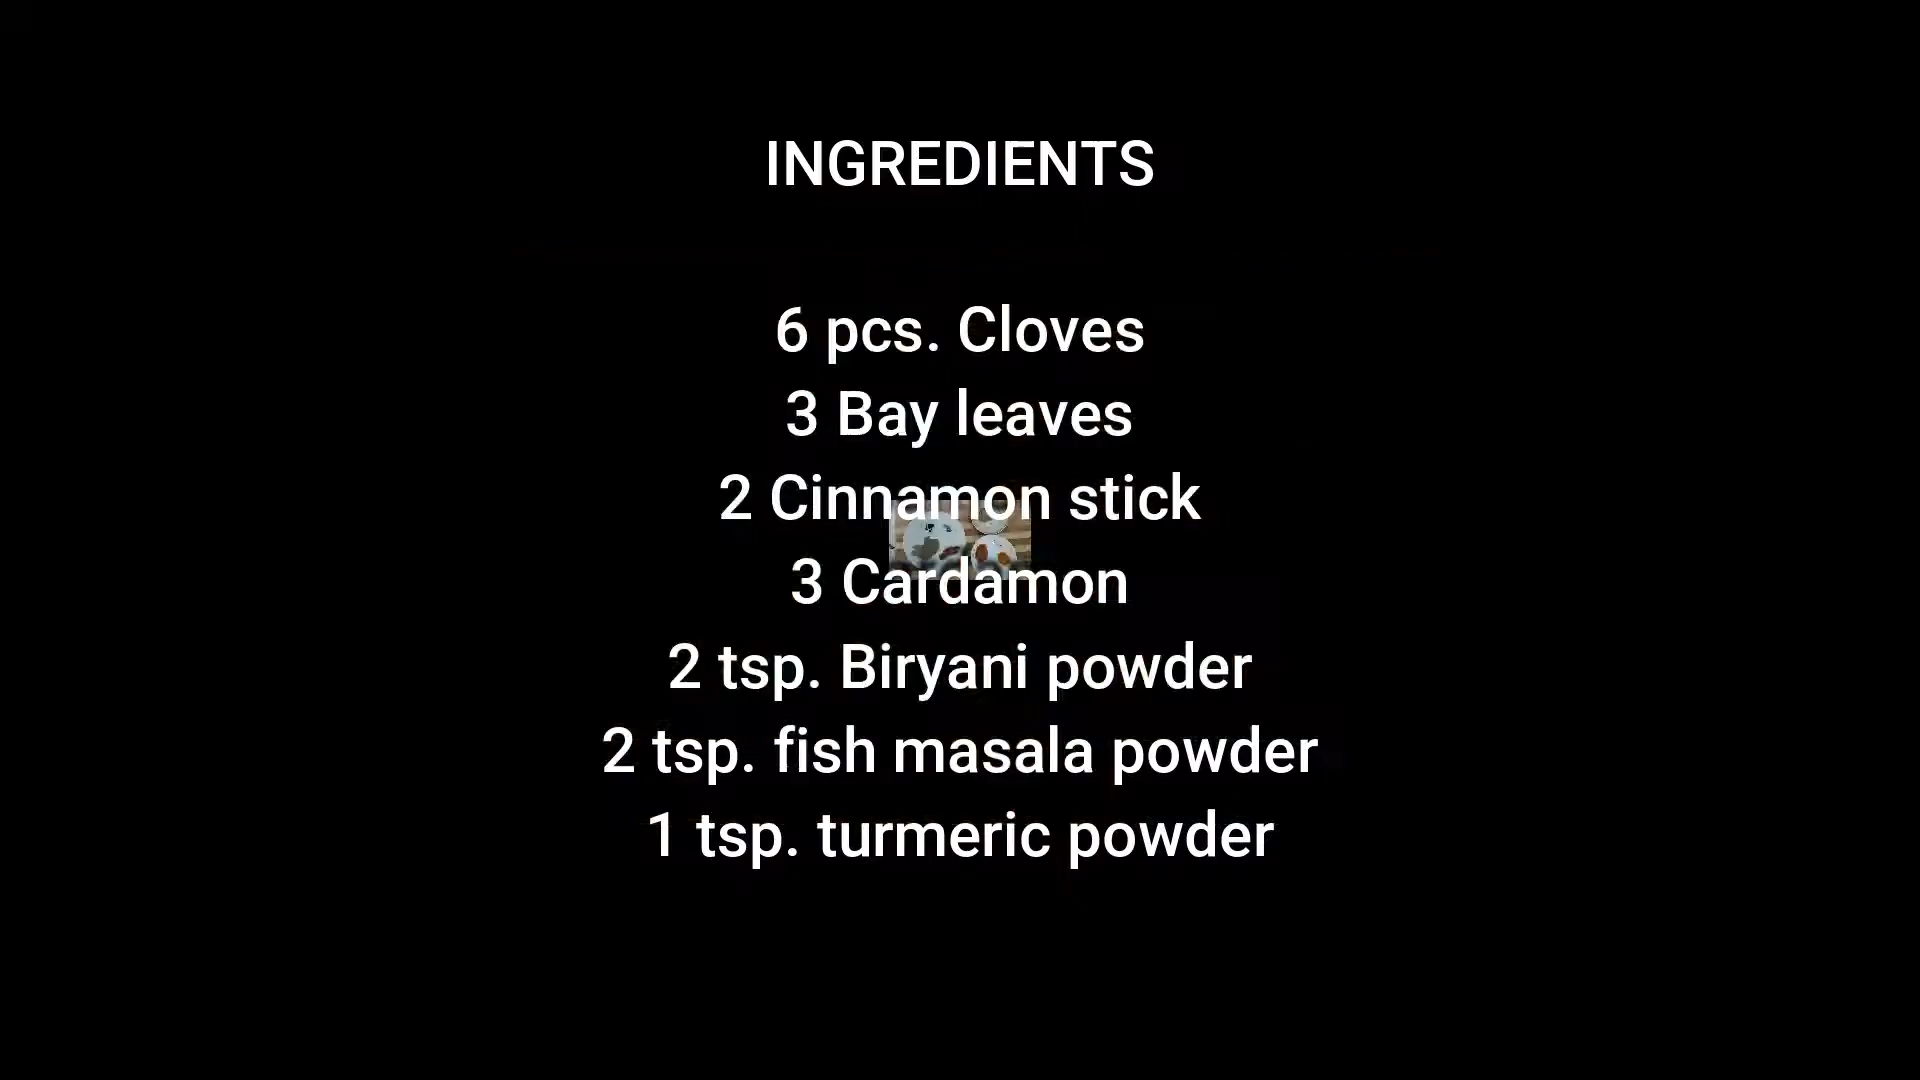 INGREDIENTS
6 pcs. Cloves
3 Bay leaves
2 Cinnamon stick
3 Cardamon
2 tsp. Biryani powder
2 tsp. fish masala powder
1 tsp. turmeric powder